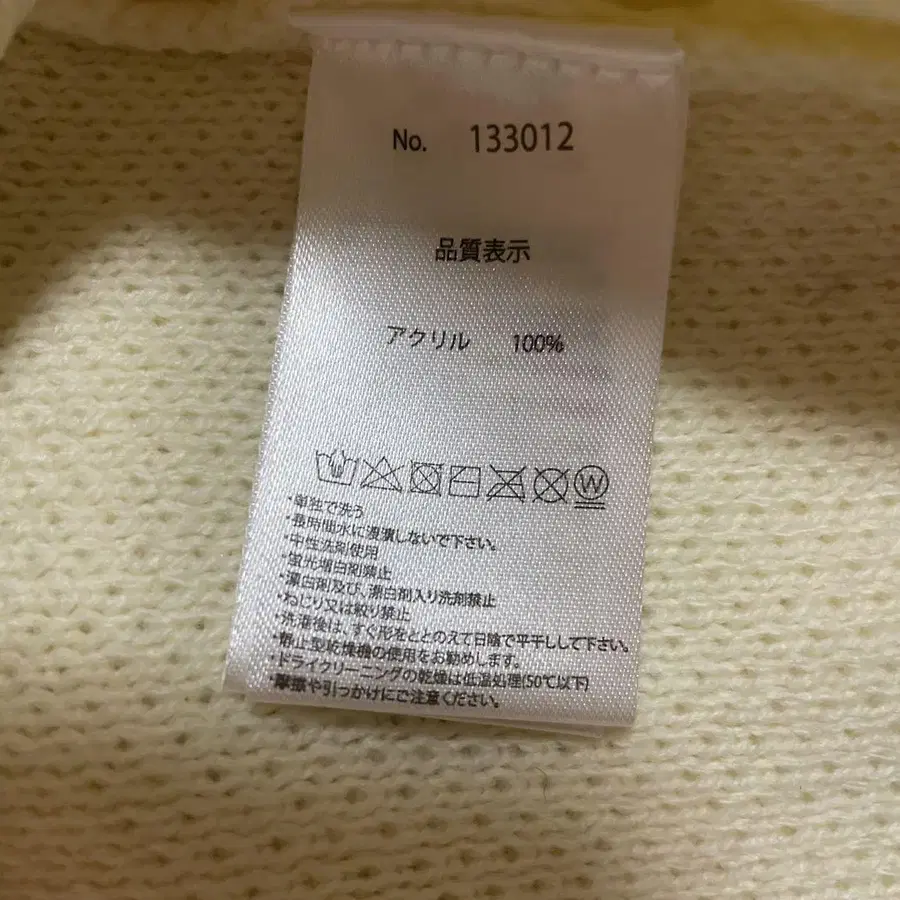 No. 133012
品質表示
アクリル 100%
W
・単独で洗う
・長時間水に浸漬しないで下さい。
・中性洗剤使用
・蛍光増白剤禁止
・漂白剤及び、漂白剤入り洗剤禁止
・ねじり又は絞り禁止
・洗濯後は、すぐ形をととのえて日陰で平干しして下さい。
・静止型乾燥機の使用をお勧めします。
・ドライクリーニングの乾燥は低温処理(50℃以下)
・摩擦や引っかけにご注意ください。